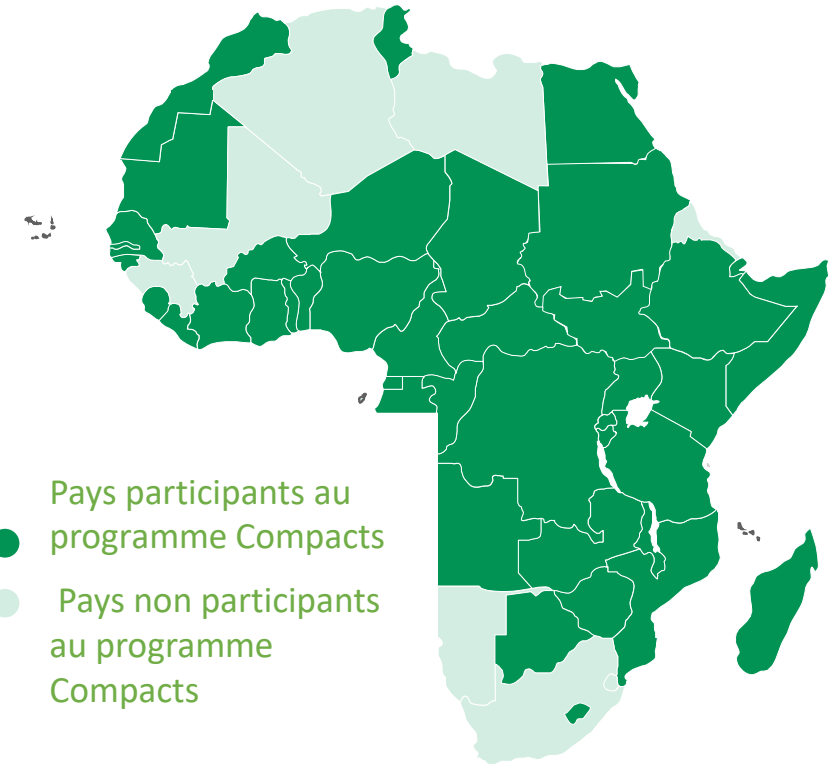 Pays participants au
programme Compacts
Pays non participants
au programme
Compacts